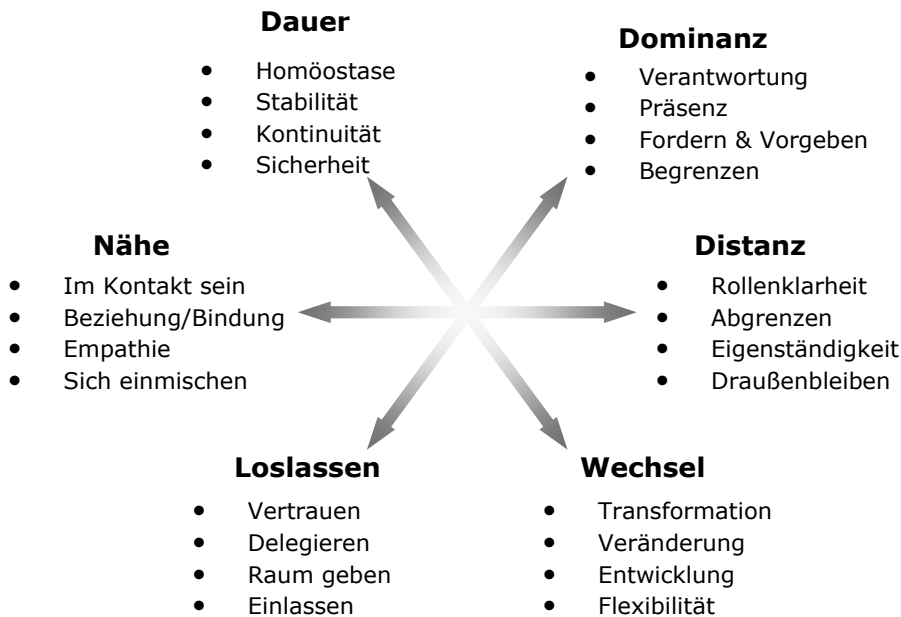 Dauer
• Homöostase
• Stabilität
• Kontinuität
• Sicherheit
Dominanz
• Verantwortung
• Präsenz
• Fordern & Vorgeben
• Begrenzen
Nähe
• Im Kontakt sein
• Beziehung/Bindung
• Empathie
• Sich einmischen
Distanz
• Rollenklarheit
• Abgrenzen
• Eigenständigkeit
• Draußenbleiben
Loslassen
• Vertrauen
• Delegieren
• Raum geben
• Einlassen
Wechsel
• Transformation
• Veränderung
• Entwicklung
• Flexibilität